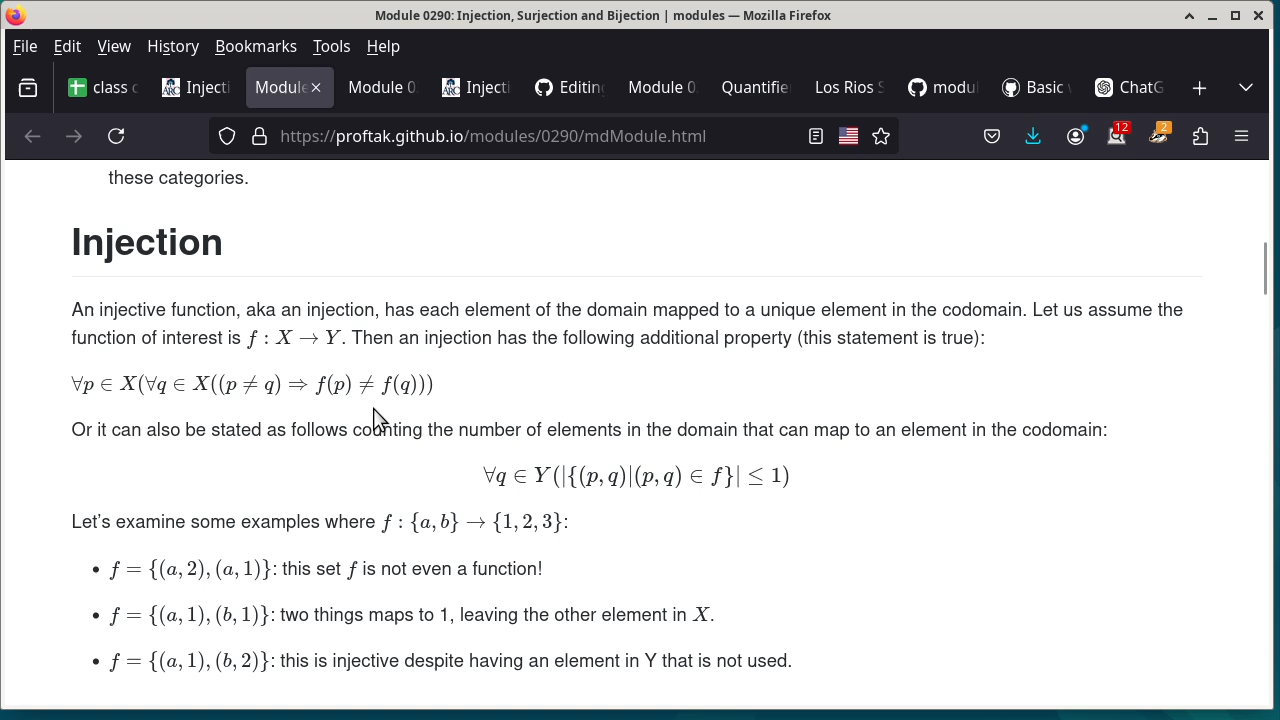 Module 0290: Injection, Surjection and Bijection | modules — Mozilla Firefox
File Edit View History Bookmarks Tools Help
class c Injecti Module Module 0 Injecti Editing Module 0 Quantifie Los Rios S modu Basic ChatG
https://proftak.github.io/modules/0290/mdModule.html 12 2
these categories.
Injection
An injective function, aka an injection, has each element of the domain mapped to a unique element in the codomain. Let us assume the
function of interest is f : X → Y. Then an injection has the following additional property (this statement is true):
∀p ∈ X(∀q ∈ X((p ≠ q) ⇒ f(p) ≠ f(q)))
Or it can also be stated as follows counting the number of elements in the domain that can map to an element in the codomain:
∀q ∈ Y(|{(p, q)|(p, q) ∈ f}| ≤ 1)
Let's examine some examples where f : {a, b} → {1, 2, 3}:
• f = {(a, 2), (a, 1)}: this set f is not even a function!
• f = {(a, 1), (b, 1)}: two things maps to 1, leaving the other element in X.
• f = {(a, 1), (b, 2)}: this is injective despite having an element in Y that is not used.